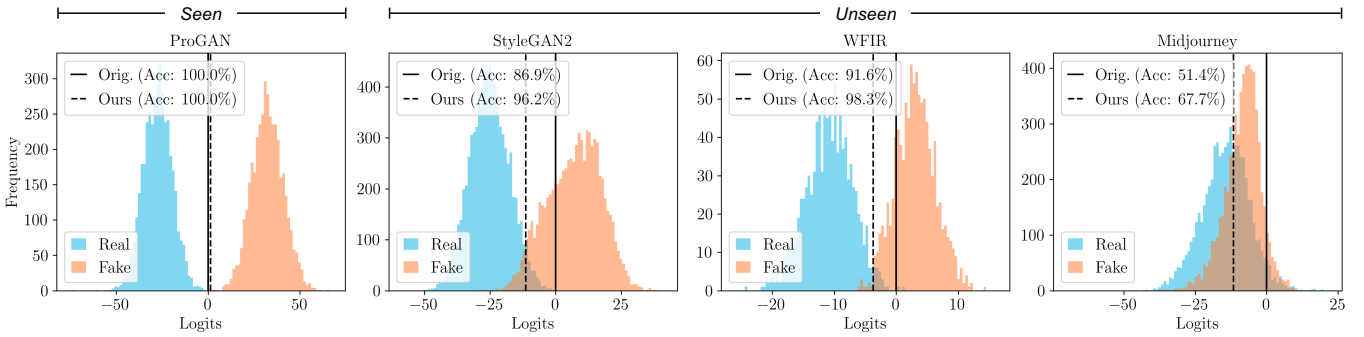 Seen
Unseen
ProGAN
Orig. (Acc: 100.0%)
Ours (Acc: 100.0%)
Real
Fake
Frequency
0
50
100
150
200
250
300
−50
0
50
Logits
StyleGAN2
Orig. (Acc: 86.9%)
Ours (Acc: 96.2%)
Real
Fake
0
100
200
300
400
−50
−25
0
25
Logits
WFIR
Orig. (Acc: 91.6%)
Ours (Acc: 98.3%)
Real
Fake
0
10
20
30
40
50
60
−20
−10
0
10
Logits
Midjourney
Orig. (Acc: 51.4%)
Ours (Acc: 67.7%)
Real
Fake
0
100
200
300
400
−50
0
25
Logits